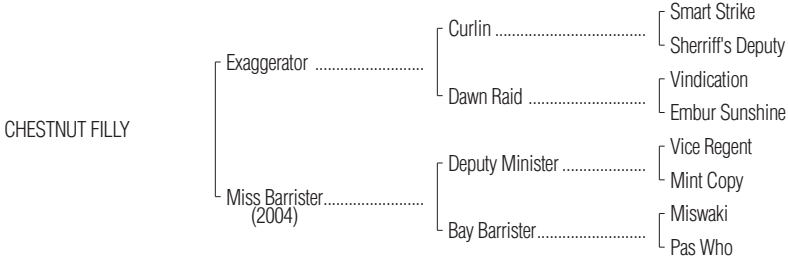 Smart Strike
Curlin ................................
Sherriff's Deputy
Exaggerator .......................
Vindication
Dawn Raid .........................
Embur Sunshine
CHESTNUT FILLY
Vice Regent
Deputy Minister ..................
Mint Copy
Miss Barrister.....................
(2004)
Miswaki
Bay Barrister.......................
Pas Who